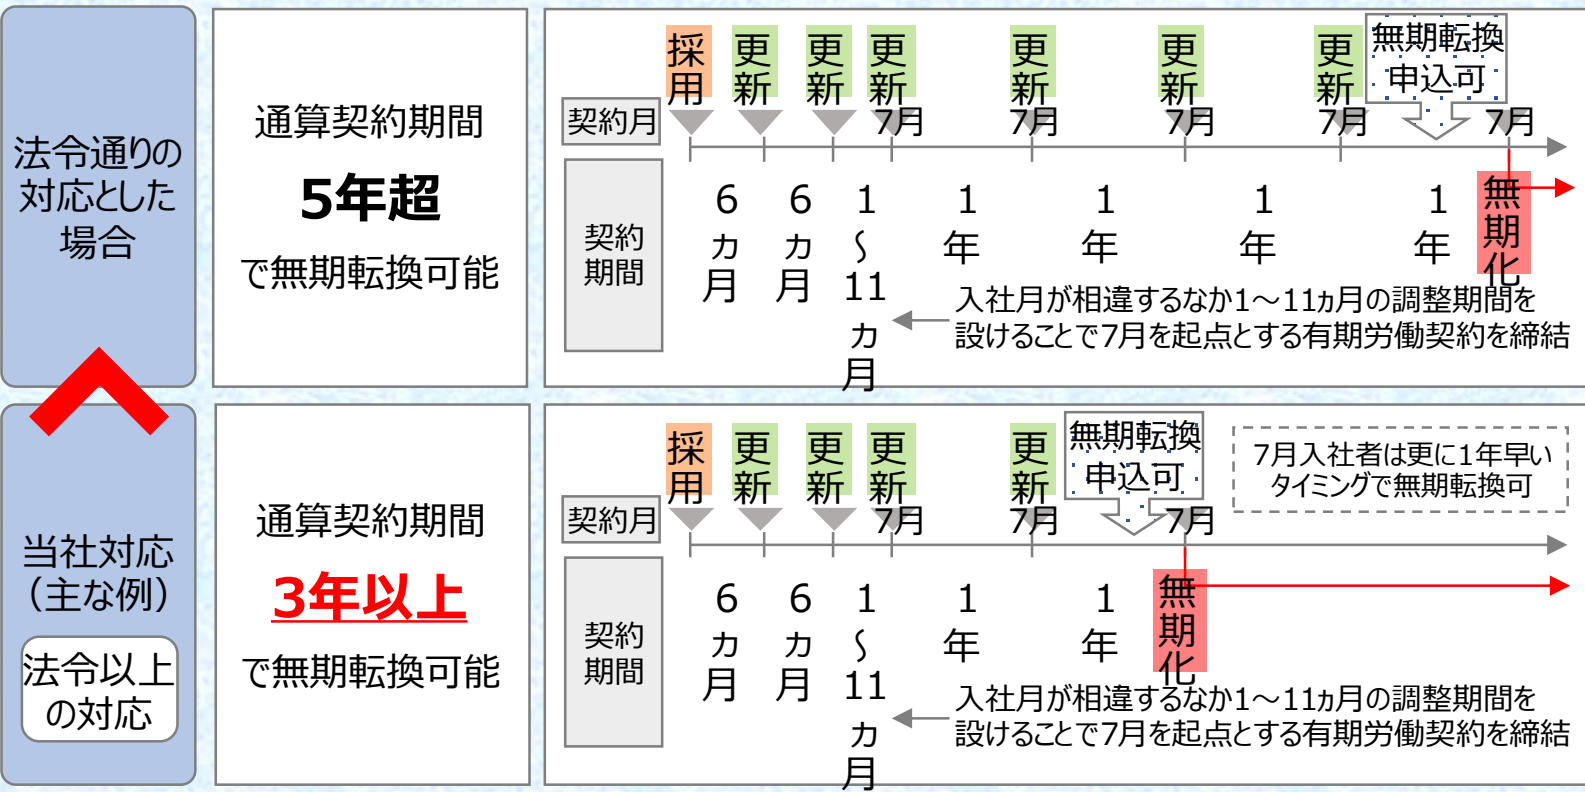 法令通りの
対応とした
場合
通算契約期間
5年超
で無期転換可能
採用
更新
更新
更新
更新
更新
更新
無期転換
申込可
契約月
7月
7月
7月
7月
7月
契約
期間
6カ月
6カ月
1～11カ月
1年
1年
1年
1年
無期化
入社月が相違するなか1～11ヵ月の調整期間を
設けることで7月を起点とする有期労働契約を締結
当社対応
（主な例）
法令以上
の対応
通算契約期間
3年以上
で無期転換可能
採用
更新
更新
更新
更新
無期転換
申込可
7月入社者は更に1年早い
タイミングで無期転換可
契約月
7月
7月
7月
契約
期間
6カ月
6カ月
1～11カ月
1年
1年
無期化
入社月が相違するなか1～11ヵ月の調整期間を
設けることで7月を起点とする有期労働契約を締結